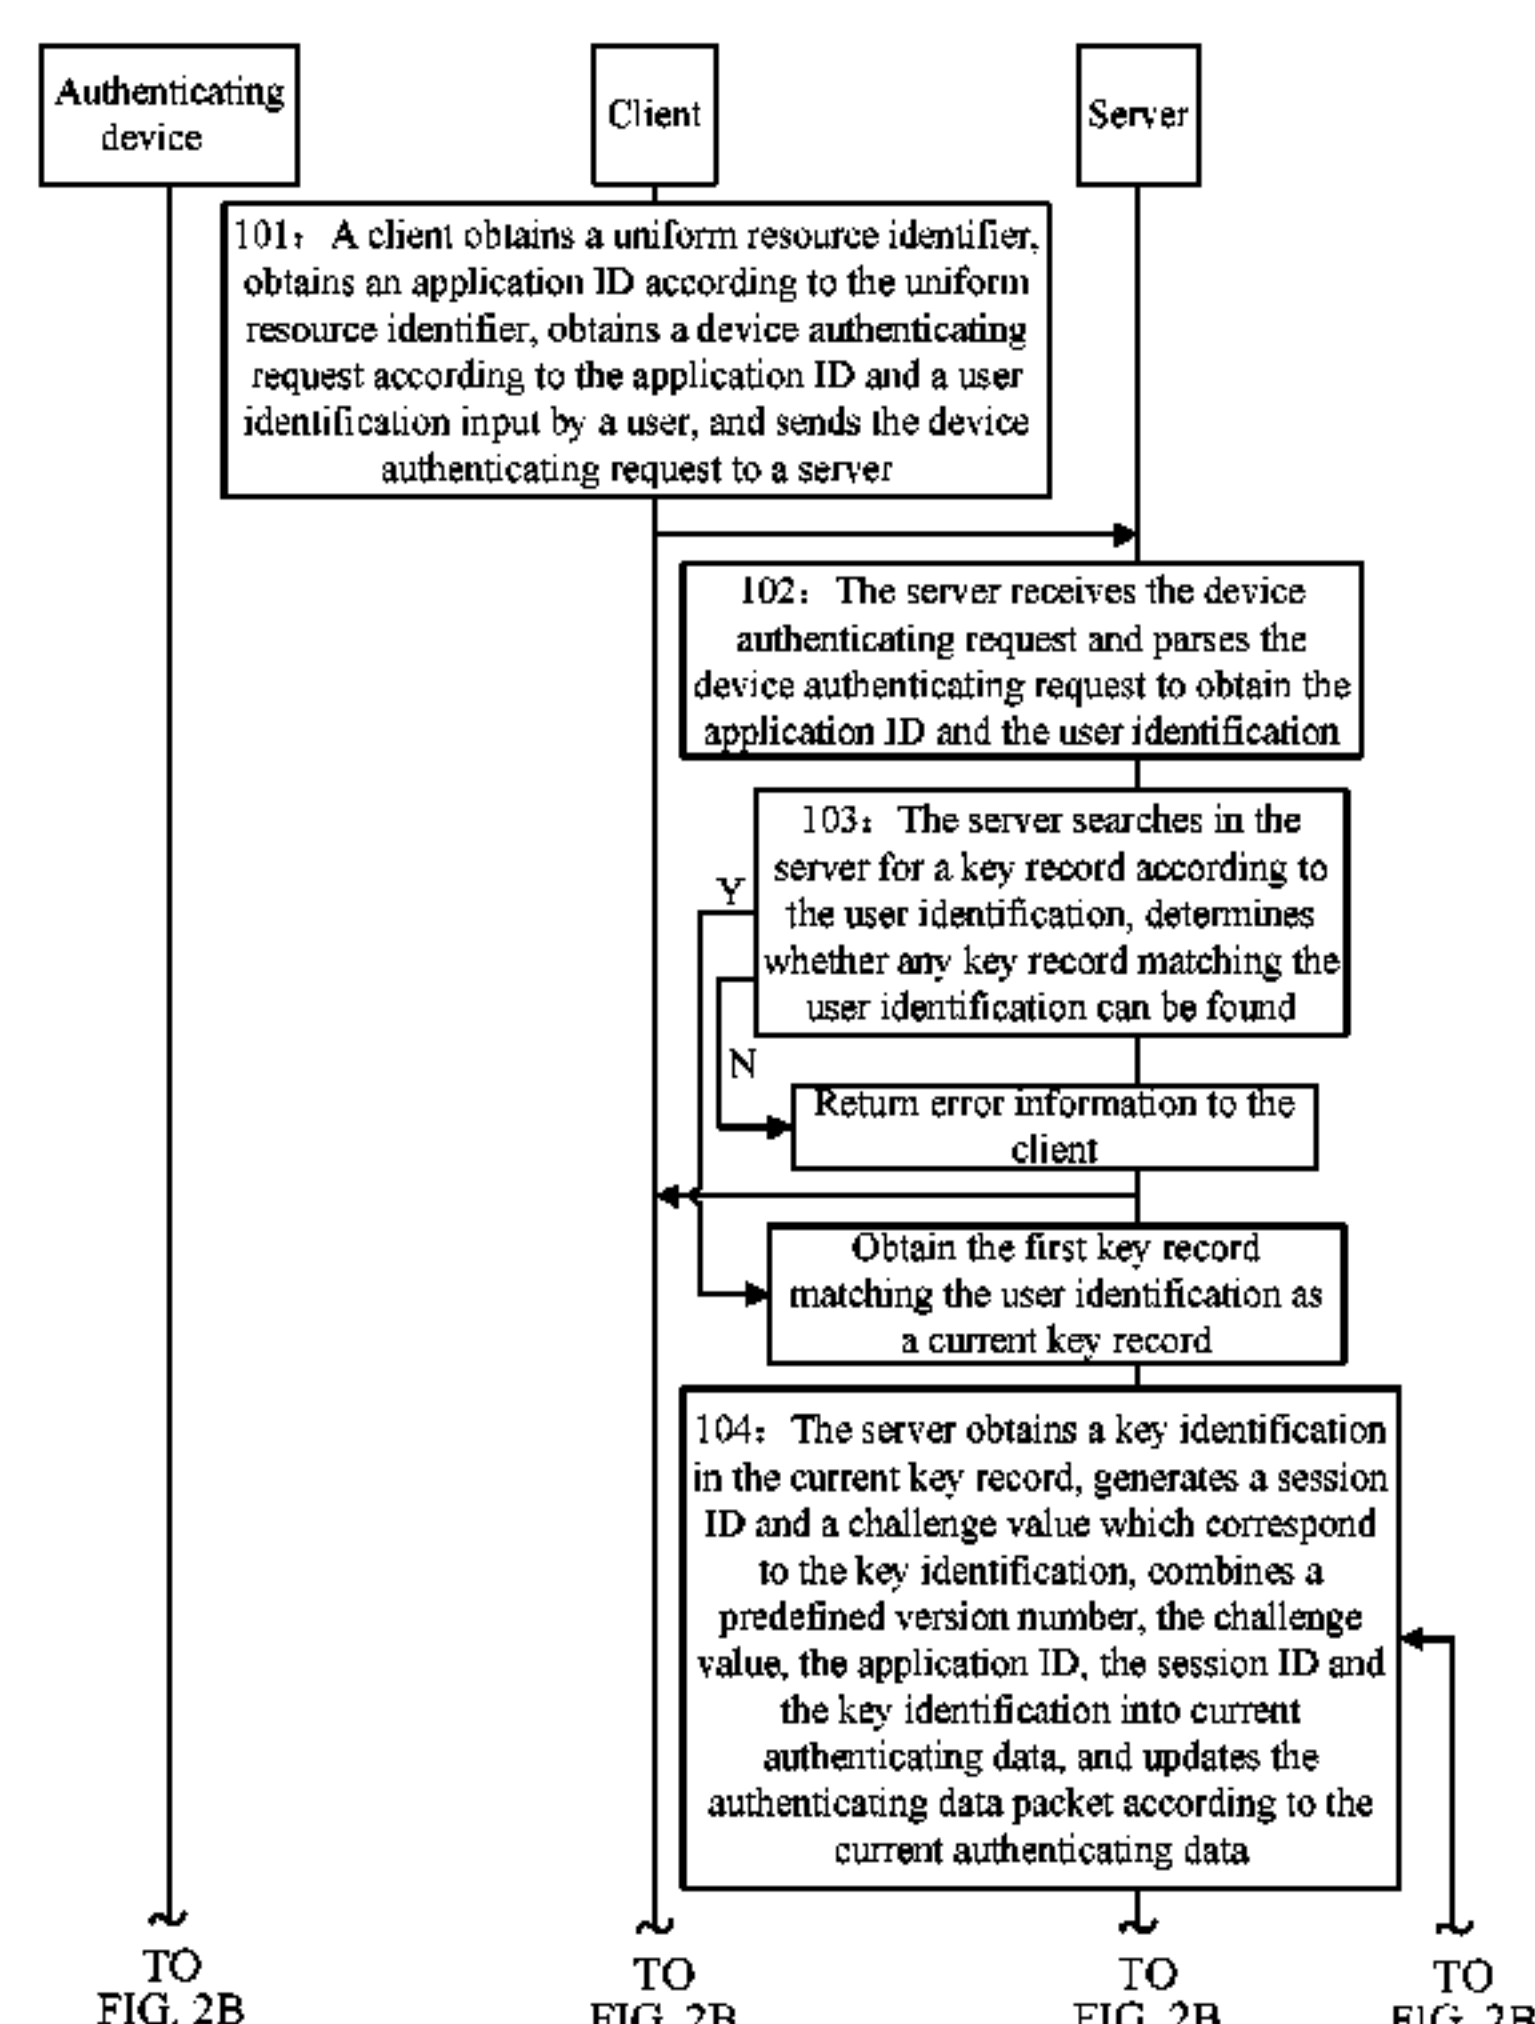 Authenticating
device
Client
Server
101: A client obtains a uniform resource identifier,
obtains an application ID according to the uniform
resource identifier, obtains a device authenticating
request according to the application ID and a user
identification input by a user, and sends the device
authenticating request to a server
102: The server receives the device
authenticating request and parses the
device authenticating request to obtain the
application ID and the user identification
103: The server searches in the
server for a key record according to
the user identification, determines
whether any key record matching the
user identification can be found
Y
N
Return error information to the
client
Obtain the first key record
matching the user identification as
a current key record
104: The server obtains a key identification
in the current key record, generates a session
ID and a challenge value which correspond
to the key identification, combines a
predefined version number, the challenge
value, the application ID, the session ID and
the key identification into current
authenticating data, and updates the
authenticating data packet according to the
current authenticating data
TO
FIG. 2B
TO
FIG. 2B
TO
FIG. 2B
TO
FIG. 2B